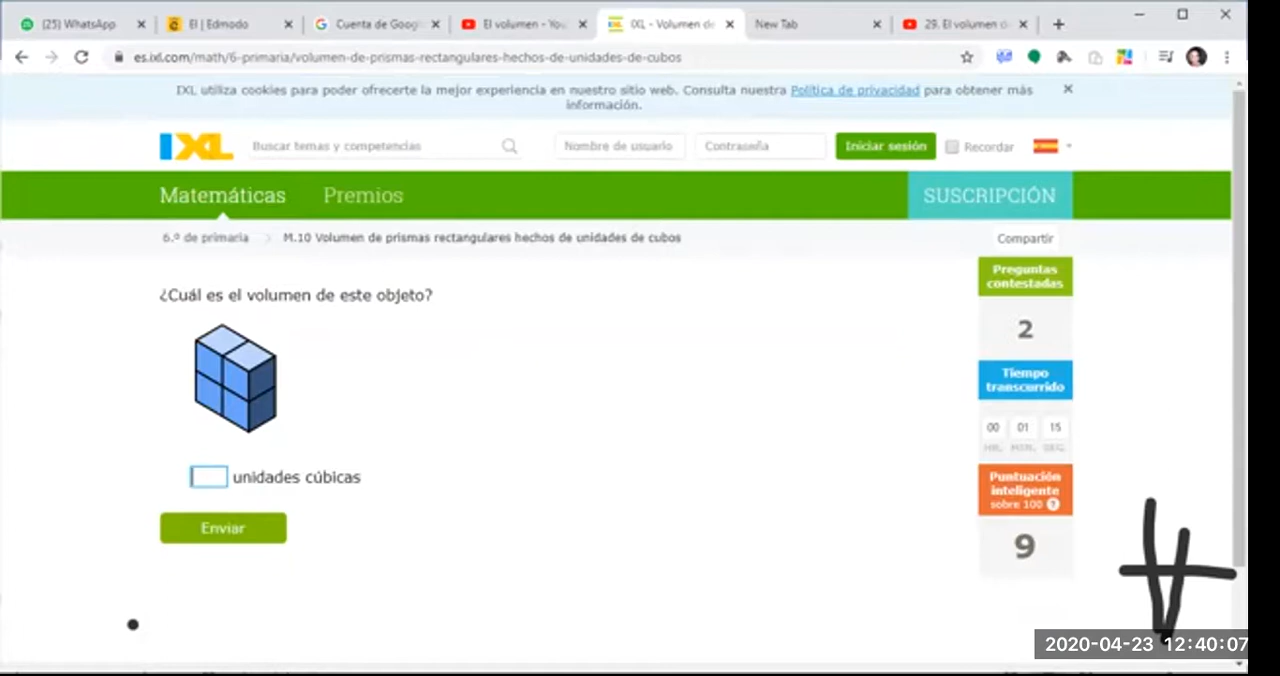 (25) WhatsApp
El | Edmodo
Cuenta de Goog
El volumen - You
IXL - Volumen de
New Tab
29. El volumen d
es.ixl.com/math/6-primaria/volumen-de-prismas-rectangulares-hechos-de-unidades-de-cubos
IXL utiliza cookies para poder ofrecerte la mejor experiencia en nuestro sitio web. Consulta nuestra Política de privacidad para obtener más
información.
IXL
Buscar temas y competencias
Nombre de usuario
Contraseña
Iniciar sesión
Recordar
Matemáticas
Premios
SUSCRIPCIÓN
6.º de primaria
M.10 Volumen de prismas rectangulares hechos de unidades de cubos
Compartir
¿Cuál es el volumen de este objeto?
unidades cúbicas
Enviar
Preguntas
contestadas
2
Tiempo
transcurrido
00 01 15
HR. MIN. SEG.
Puntuación
inteligente
sobre 100 ?
9
2020-04-23 12:40:07